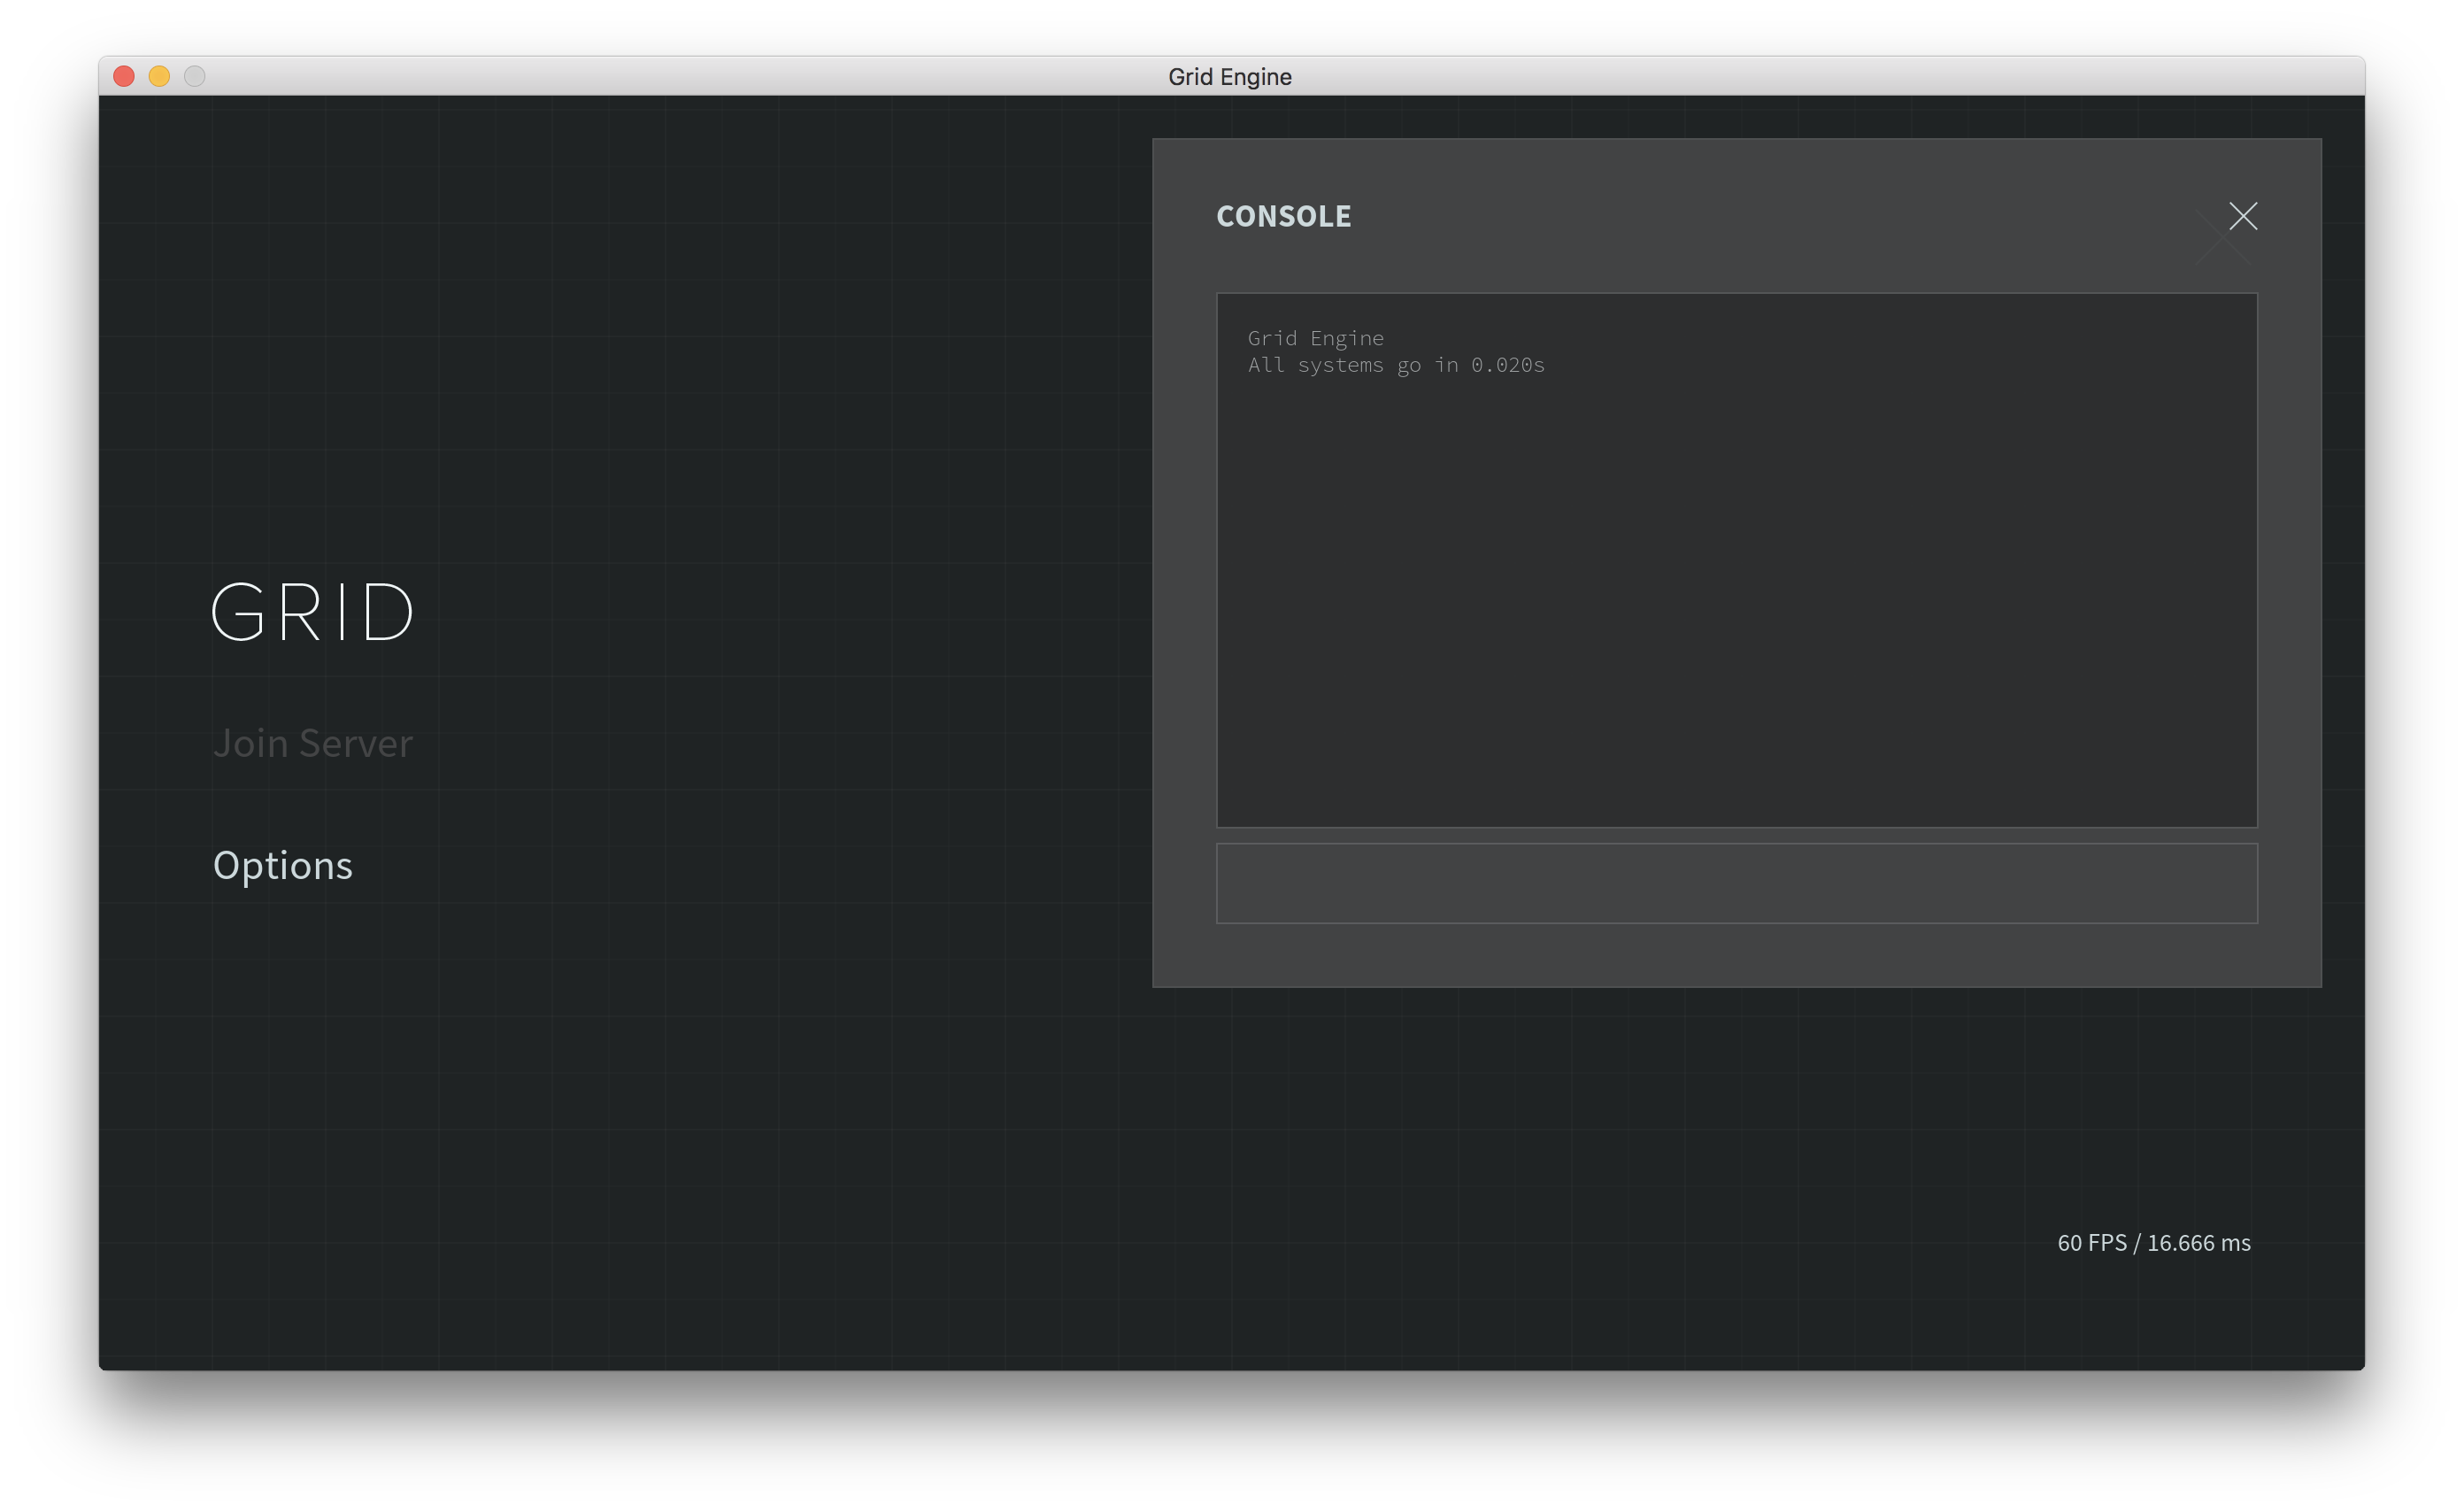 Grid Engine
GRID
Join Server
Options
CONSOLE
Grid Engine
All systems go in 0.020s
60 FPS / 16.666 ms